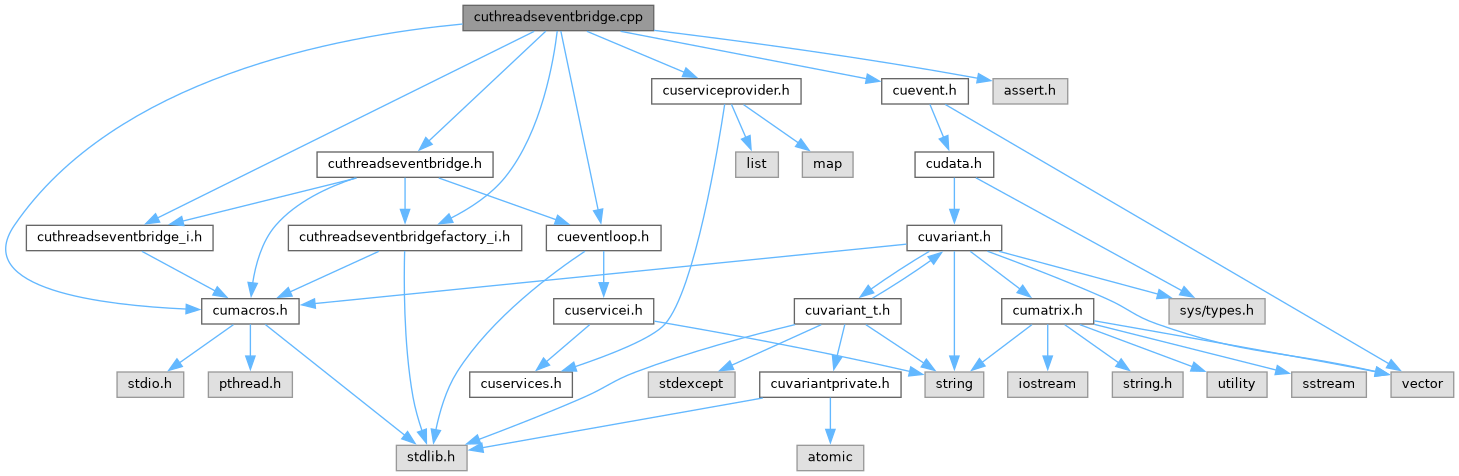 cuthreadseventbridge.cpp
cuserviceprovider.h
cuevent.h
assert.h
cuthreadseventbridge.h
list
map
cudata.h
cuthreadseventbridge_i.h
cuthreadseventbridgefactory_i.h
cueventloop.h
cuvariant.h
cumacros.h
cuservicei.h
cuvariant_t.h
cumatrix.h
sys/types.h
stdio.h
pthread.h
cuservices.h
stdexcept
cuvariantprivate.h
string
iostream
string.h
utility
sstream
vector
stdlib.h
atomic